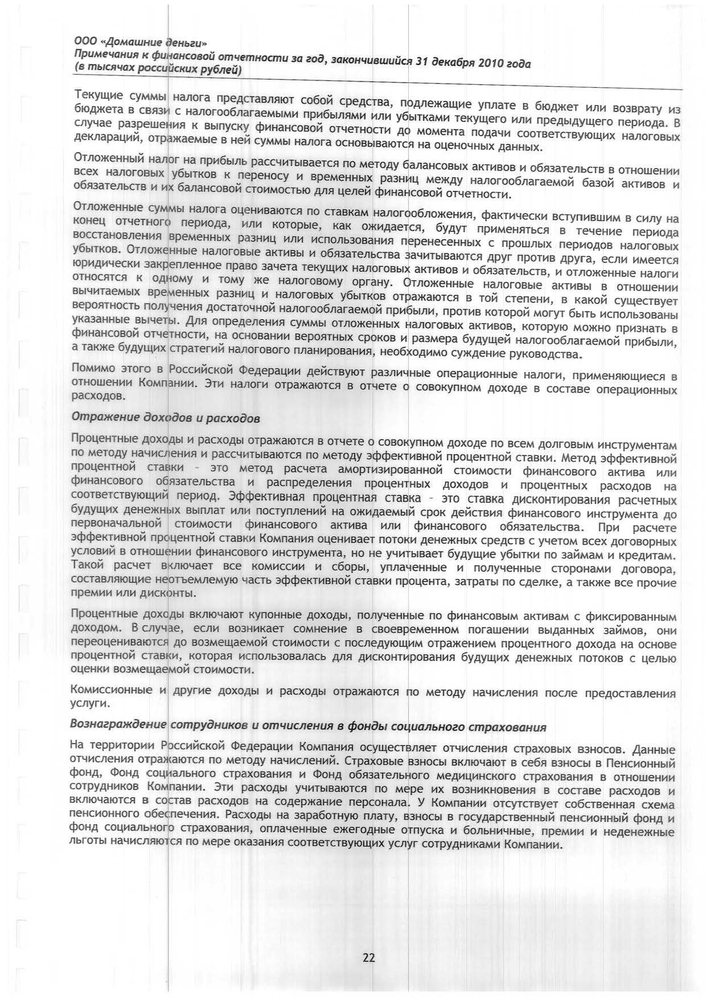 ООО «Домашние деньги»
Примечания к финансовой отчетности за год, закончившийся 31 декабря 2010 года
(в тысячах российских рублей)
Текущие суммы налога представляют собой средства, подлежащие уплате в бюджет или возврату из
бюджета в связи с налогооблагаемыми прибылями или убытками текущего или предыдущего периода. В
случае разрешения к выпуску финансовой отчетности до момента подачи соответствующих налоговых
деклараций, отражаемые в ней суммы налога основываются на оценочных данных.
Отложенный налог на прибыль рассчитывается по методу балансовых активов и обязательств в отношении
всех налоговых убытков к переносу и временных разниц между налогооблагаемой базой активов и
обязательств и их балансовой стоимостью для целей финансовой отчетности.
Отложенные суммы налога оцениваются по ставкам налогообложения, фактически вступившим в силу на
конец отчетного периода, или которые, как ожидается, будут применяться в течение периода
восстановления временных разниц или использования перенесенных с прошлых периодов налоговых
убытков. Отложенные налоговые активы и обязательства зачитываются друг против друга, если имеется
юридически закрепленное право зачета текущих налоговых активов и обязательств, и отложенные налоги
относятся к одному и тому же налоговому органу. Отложенные налоговые активы в отношении
вычитаемых временных разниц и налоговых убытков отражаются в той степени, в какой существует
вероятность получения достаточной налогооблагаемой прибыли, против которой могут быть использованы
указанные вычеты. Для определения суммы отложенных налоговых активов, которую можно признать в
финансовой отчетности, на основании вероятных сроков и размера будущей налогооблагаемой прибыли,
а также будущих стратегий налогового планирования, необходимо суждение руководства.
Помимо этого в Российской Федерации действуют различные операционные налоги, применяющиеся в
отношении Компании. Эти налоги отражаются в отчете о совокупном доходе в составе операционных
расходов.
Отражение доходов и расходов
Процентные доходы и расходы отражаются в отчете о совокупном доходе по всем долговым инструментам
по методу начисления и рассчитываются по методу эффективной процентной ставки. Метод эффективной
процентной ставки - это метод расчета амортизированной стоимости финансового актива или
финансового обязательства и распределения процентных доходов и процентных расходов на
соответствующий период. Эффективная процентная ставка - это ставка дисконтирования расчетных
будущих денежных выплат или поступлений на ожидаемый срок действия финансового инструмента до
первоначальной стоимости финансового актива или финансового обязательства. При расчете
эффективной процентной ставки Компания оценивает потоки денежных средств с учетом всех договорных
условий в отношении финансового инструмента, но не учитывает будущие убытки по займам и кредитам.
Такой расчет включает все комиссии и сборы, уплаченные и полученные сторонами договора,
составляющие неотъемлемую часть эффективной ставки процента, затраты по сделке, а также все прочие
премии или дисконты.
Процентные доходы включают купонные доходы, полученные по финансовым активам с фиксированным
доходом. В случае, если возникает сомнение в своевременном погашении выданных займов, они
переоцениваются до возмещаемой стоимости с последующим отражением процентного дохода на основе
процентной ставки, которая использовалась для дисконтирования будущих денежных потоков с целью
оценки возмещаемой стоимости.
Комиссионные и другие доходы и расходы отражаются по методу начисления после предоставления
услуги.
Вознаграждение сотрудников и отчисления в фонды социального страхования
На территории Российской Федерации Компания осуществляет отчисления страховых взносов. Данные
отчисления отражаются по методу начислений. Страховые взносы включают в себя взносы в Пенсионный
фонд, Фонд социального страхования и Фонд обязательного медицинского страхования в отношении
сотрудников Компании. Эти расходы учитываются по мере их возникновения в составе расходов и
включаются в состав расходов на содержание персонала. У Компании отсутствует собственная схема
пенсионного обеспечения. Расходы на заработную плату, взносы в государственный пенсионный фонд и
фонд социального страхования, оплаченные ежегодные отпуска и больничные, премии и неденежные
льготы начисляются по мере оказания соответствующих услуг сотрудниками Компании.
22